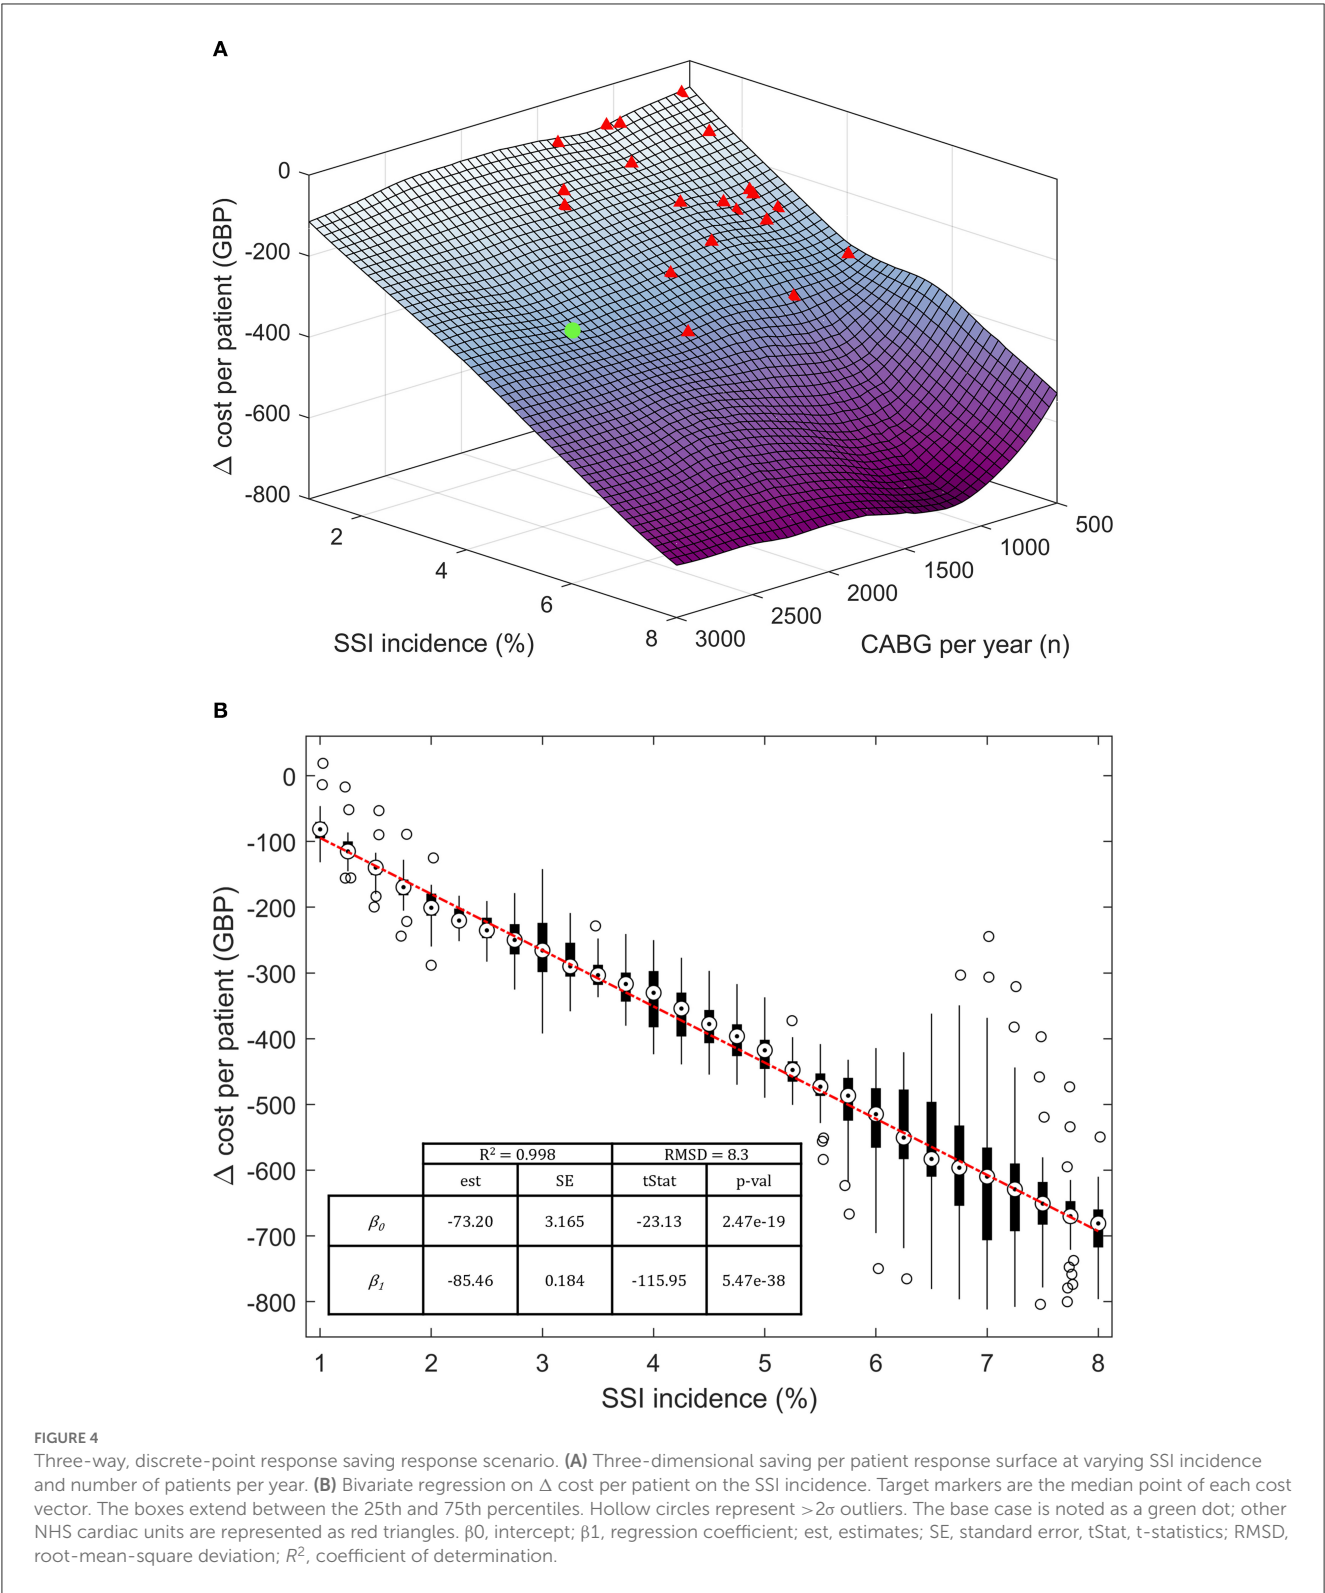 A
0
-200
-400
-600
-800
Δ cost per patient (GBP)
2
4
6
8
SSI incidence (%)
500
1000
1500
2000
2500
3000
CABG per year (n)
B
0
-100
-200
-300
-400
-500
-600
-700
-800
Δ cost per patient (GBP)
R² = 0.998 RMSD = 8.3
est SE tStat p-val
β₀ -73.20 3.165 -23.13 2.47e-19
β₁ -85.46 0.184 -115.95 5.47e-38
1 2 3 4 5 6 7 8
SSI incidence (%)
FIGURE 4
Three-way, discrete-point response saving response scenario. (A) Three-dimensional saving per patient response surface at varying SSI incidence
and number of patients per year. (B) Bivariate regression on Δ cost per patient on the SSI incidence. Target markers are the median point of each cost
vector. The boxes extend between the 25th and 75th percentiles. Hollow circles represent >2σ outliers. The base case is noted as a green dot; other
NHS cardiac units are represented as red triangles. β0, intercept; β1, regression coefficient; est, estimates; SE, standard error, tStat, t-statistics; RMSD,
root-mean-square deviation; R², coefficient of determination.